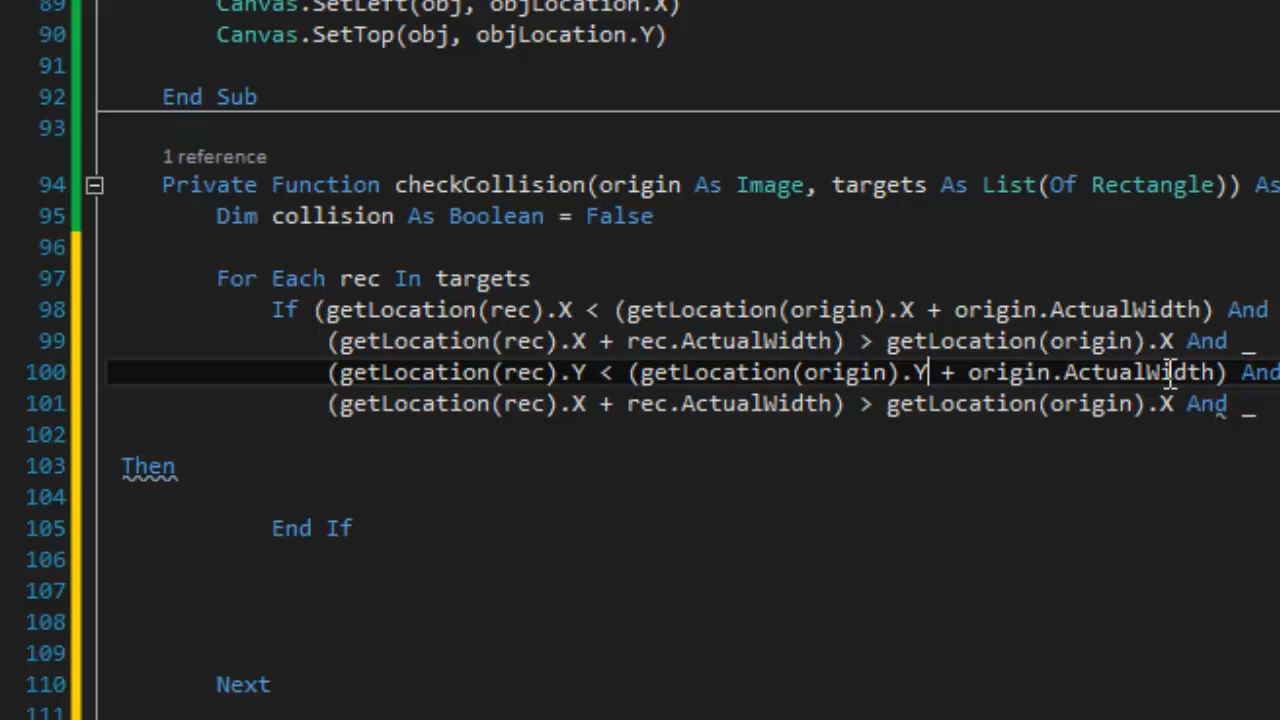 89 Canvas.SetLeft(obj, objLocation.X)
90 Canvas.SetTop(obj, objLocation.Y)
91
92 End Sub
93
1 reference
94 Private Function checkCollision(origin As Image, targets As List(Of Rectangle)) As
95 Dim collision As Boolean = False
96
97 For Each rec In targets
98 If (getLocation(rec).X < (getLocation(origin).X + origin.ActualWidth) And
99 (getLocation(rec).X + rec.ActualWidth) > getLocation(origin).X And _
100 (getLocation(rec).Y < (getLocation(origin).Y + origin.ActualWidth) And
101 (getLocation(rec).X + rec.ActualWidth) > getLocation(origin).X And _
102
103 Then
104
105 End If
106
107
108
109
110 Next
111